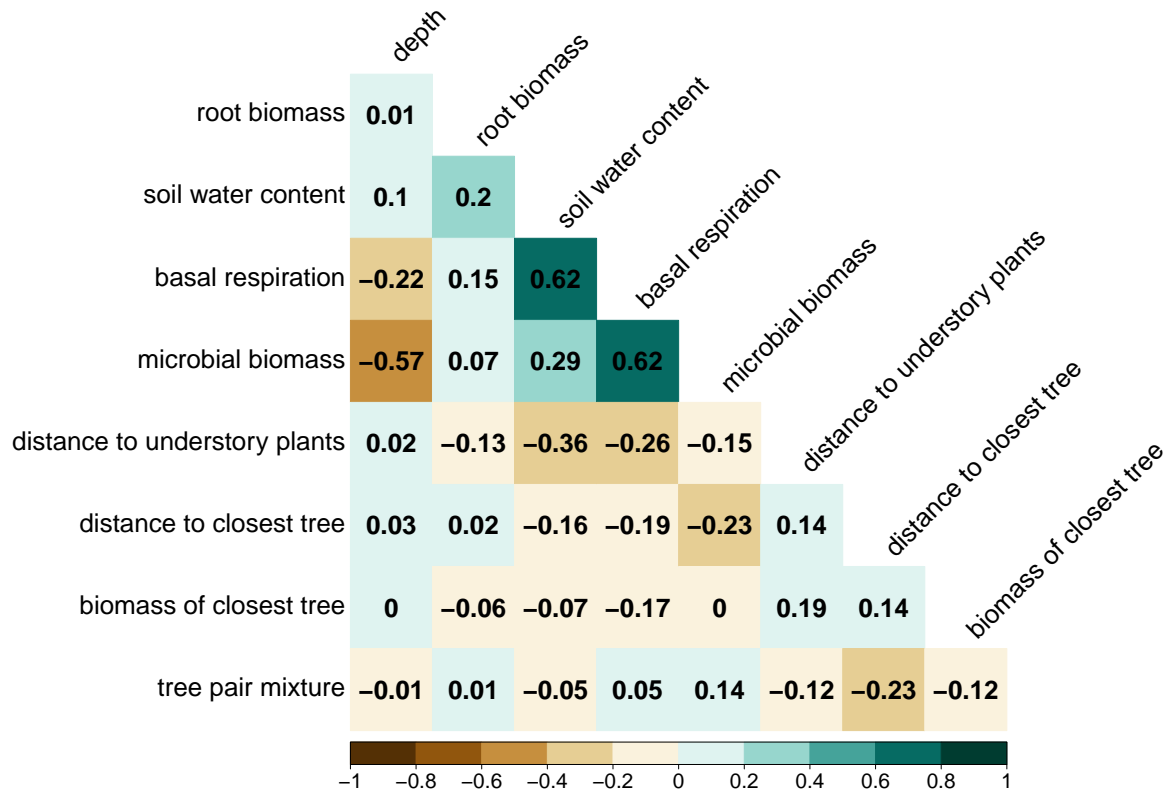 depth
root biomass
soil water content
basal respiration
microbial biomass
distance to understory plants
distance to closest tree
biomass of closest tree
root biomass 0.01
soil water content 0.1 0.2
basal respiration −0.22 0.15 0.62
microbial biomass −0.57 0.07 0.29 0.62
distance to understory plants 0.02 −0.13 −0.36 −0.26 −0.15
distance to closest tree 0.03 0.02 −0.16 −0.19 −0.23 0.14
biomass of closest tree 0 −0.06 −0.07 −0.17 0 0.19 0.14
tree pair mixture −0.01 0.01 −0.05 0.05 0.14 −0.12 −0.23 −0.12
−1 −0.8 −0.6 −0.4 −0.2 0 0.2 0.4 0.6 0.8 1